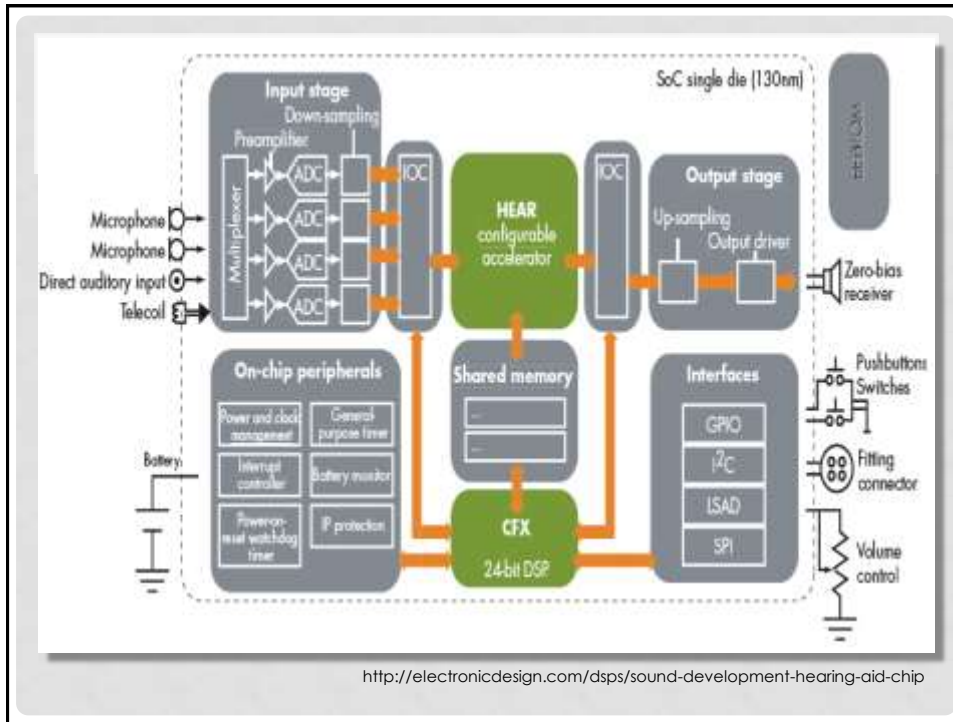 SoC single die (130nm)
Input stage
Down-sampling
Preamplifier
Multiplexer
ADC
ADC
ADC
ADC
IOC
HEAR
configurable
accelerator
IOC
Output stage
Up-sampling
Output driver
Microphone
Microphone
Direct auditory input
Telecoil
Zero-bias
receiver
On-chip peripherals
Power and clock
management
General-
purpose timer
Interrupt
controller
Battery monitor
Power-on-
reset watchdog
timer
IP protection
Battery
Shared memory
...
...
CFX
24-bit DSP
Interfaces
GPIO
I²C
LSAD
SPI
Pushbuttons
Switches
Fitting
connector
Volume
control
http://electronicdesign.com/dsps/sound-development-hearing-aid-chip